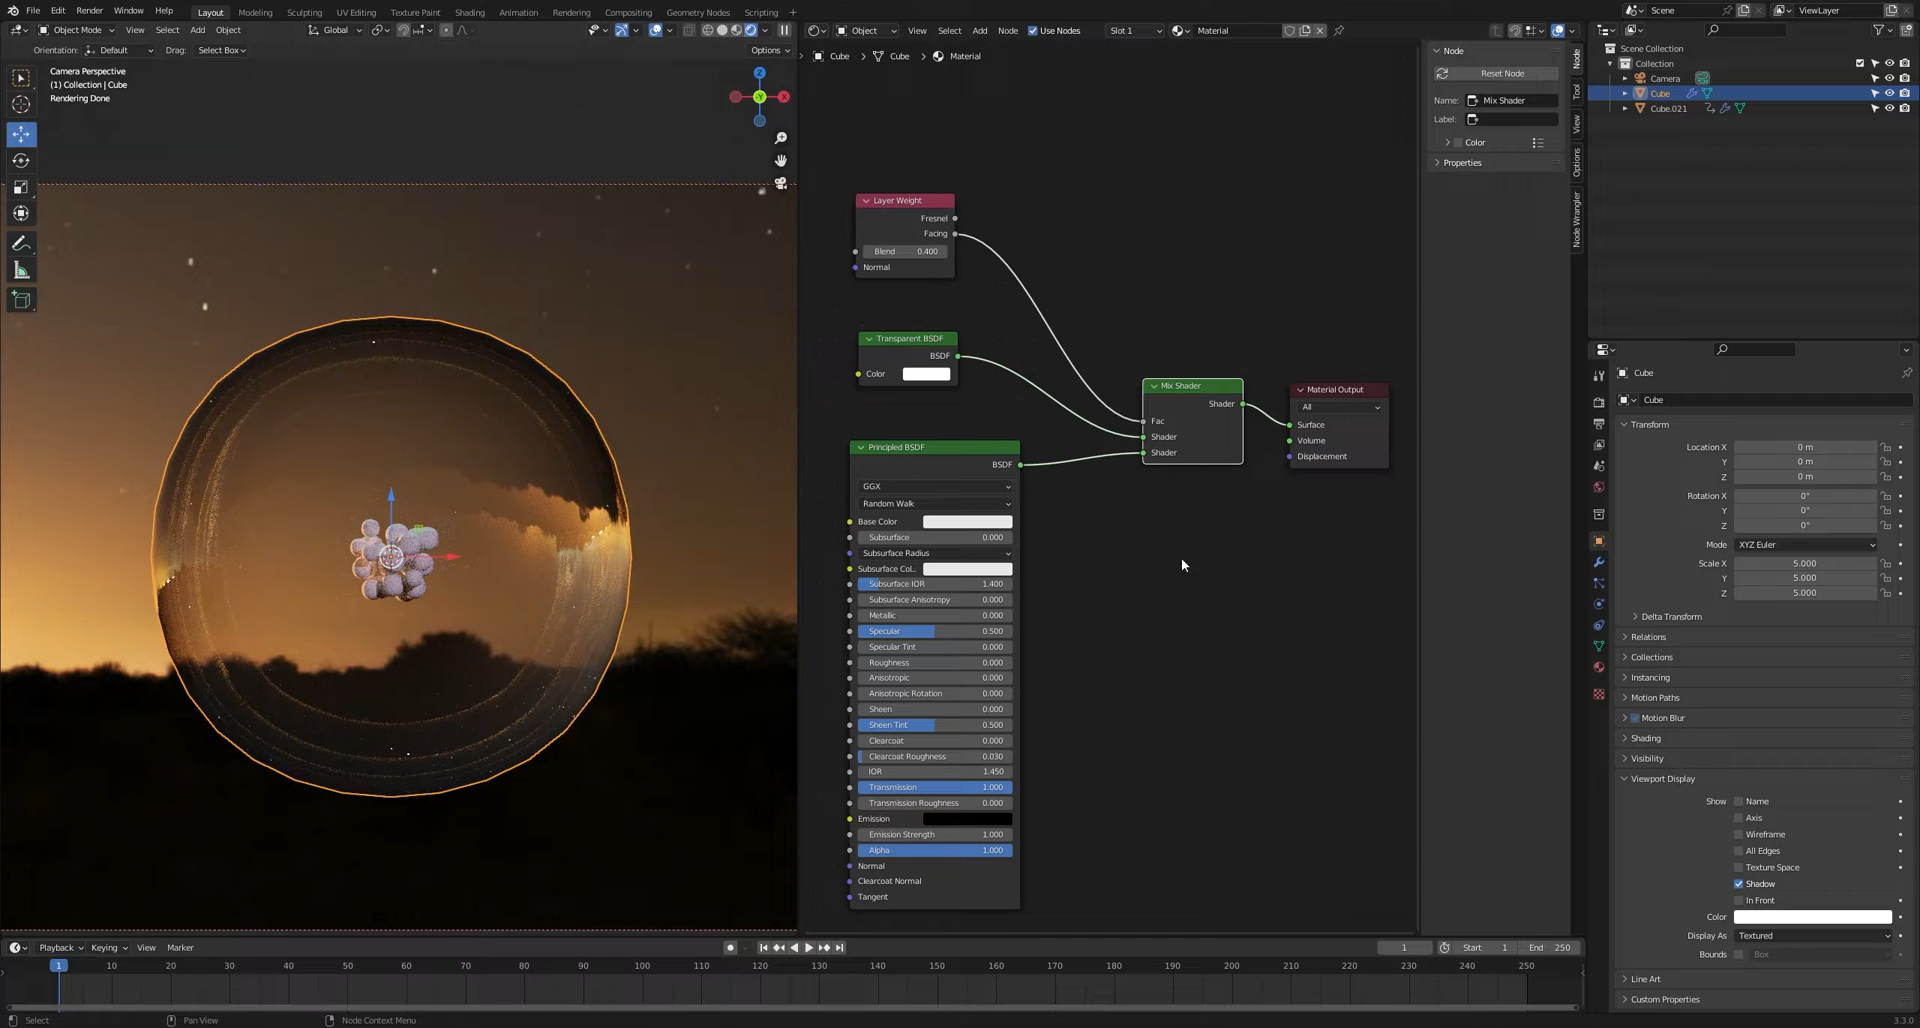 File Edit Render Window Help Layout Modeling Sculpting UV Editing Texture Paint Shading Animation Rendering Compositing Geometry Nodes Scripting + Scene ViewLayer
Object Mode View Select Add Object Global Object View Select Add Node Use Nodes Slot 1 Material
Orientation: Default Drag: Select Box Options
Cube Cube Material
Camera Perspective
(1) Collection | Cube
Rendering Done
Z
X
Y
Layer Weight
Fresnel
Facing
Blend 0.400
Normal
Transparent BSDF
BSDF
Color
Principled BSDF
BSDF
GGX
Random Walk
Base Color
Subsurface 0.000
Subsurface Radius
Subsurface Col..
Subsurface IOR 1.400
Subsurface Anisotropy 0.000
Metallic 0.000
Specular 0.500
Specular Tint 0.000
Roughness 0.000
Anisotropic 0.000
Anisotropic Rotation 0.000
Sheen 0.000
Sheen Tint 0.500
Clearcoat 0.000
Clearcoat Roughness 0.030
IOR 1.450
Transmission 1.000
Transmission Roughness 0.000
Emission
Emission Strength 1.000
Alpha 1.000
Normal
Clearcoat Normal
Tangent
Mix Shader
Shader
Fac
Shader
Shader
Material Output
All
Surface
Volume
Displacement
Node
Reset Node
Name: Mix Shader
Label:
Color
Properties
Node
Tool
View
Options
Node Wrangler
Scene Collection
Collection
Camera
Cube
Cube.021
Cube
Cube
Transform
Location X 0 m
Y 0 m
Z 0 m
Rotation X 0°
Y 0°
Z 0°
Mode XYZ Euler
Scale X 5.000
Y 5.000
Z 5.000
Delta Transform
Relations
Collections
Instancing
Motion Paths
Motion Blur
Shading
Visibility
Viewport Display
Show Name
Axis
Wireframe
All Edges
Texture Space
Shadow
In Front
Color
Display As Textured
Bounds Box
Line Art
Custom Properties
Playback Keying View Marker 1 Start 1 End 250
1 10 20 30 40 50 60 70 80 90 100 110 120 130 140 150 160 170 180 190 200 210 220 230 240 250
Select Pan View Node Context Menu 3.3.0